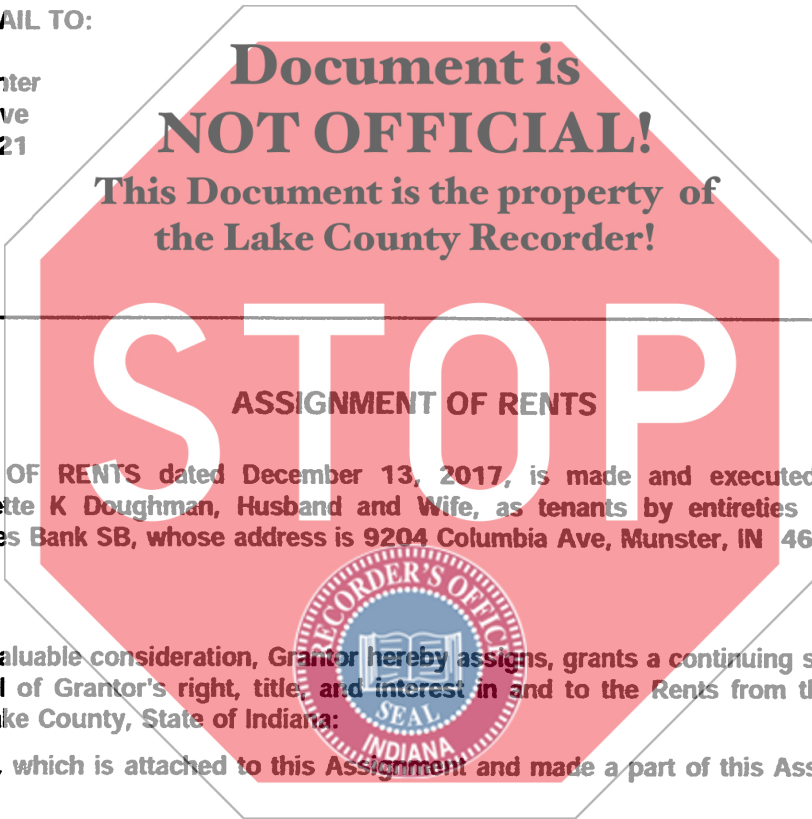 AIL TO:
Document is
nter
ve
NOT OFFICIAL!
21
This Document is the property of
the Lake County Recorder!
STOP
ASSIGNMENT OF RENTS
OF RENTS dated December 13, 2017, is made and executed
tte K Doughman, Husband and Wife, as tenants by entireties
es Bank SB, whose address is 9204 Columbia Ave, Munster, IN 46
RECORDER'S OFFICE
aluable consideration, Grantor hereby assigns, grants a continuing s
l of Grantor's right, title, and interest in and to the Rents from th
ke County, State of Indiana:
SEAL
INDIANA
, which is attached to this Assignment and made a part of this Ass